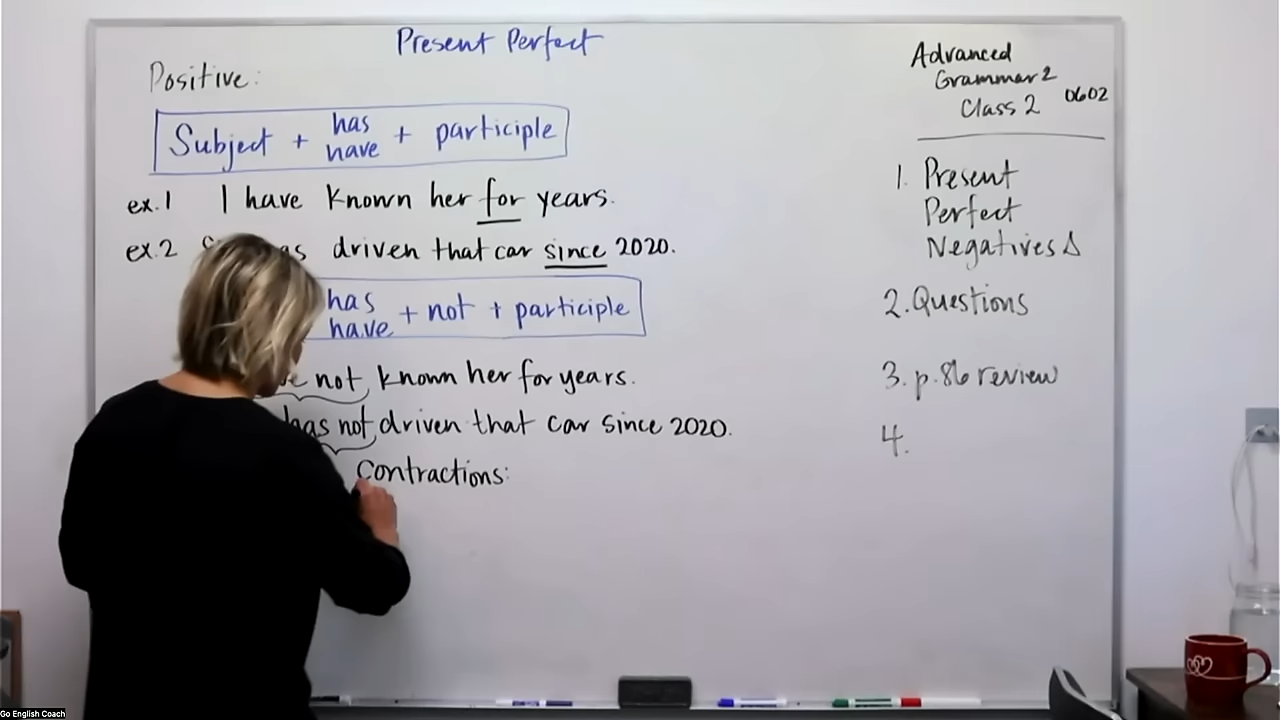 Present Perfect
Positive:
Subject + has have + participle
ex.1 I have known her for years.
ex.2 driven that car since 2020.
has have + not + participle
not known her for years.
has not driven that car since 2020.
Contractions:
Advanced
Grammar 2
Class 2 0602
1. Present
Perfect
Negatives Δ
2. Questions
3. p.86 review
4.
Go English Coach